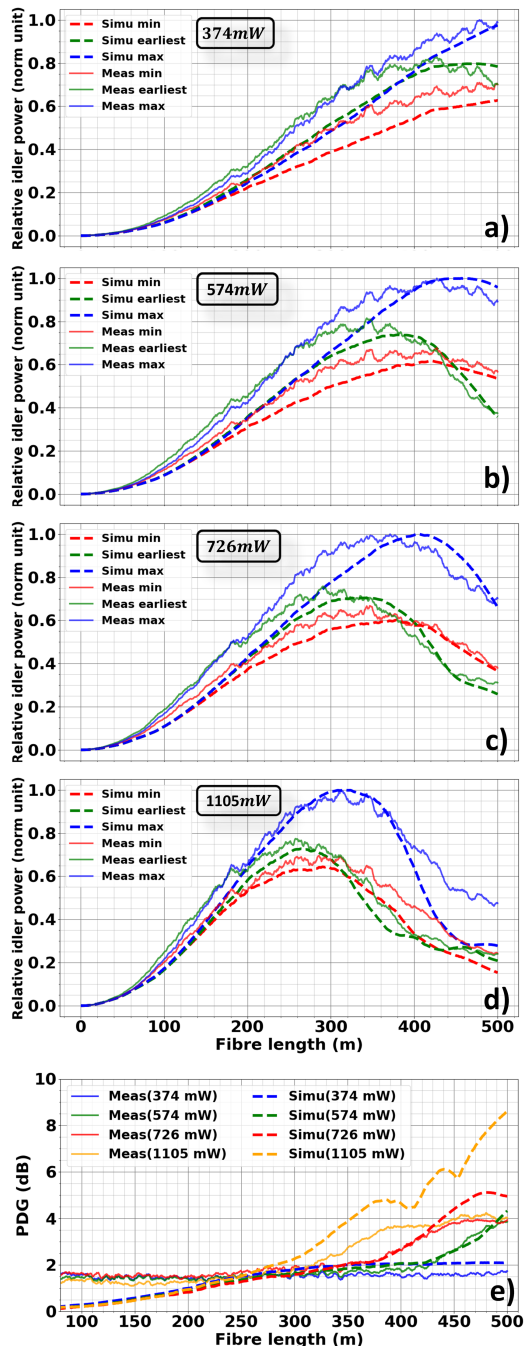 Relative idler power (norm unit)
1.0
0.8
0.6
0.4
0.2
0.0
Simu min
Simu earliest
Simu max
Meas min
Meas earliest
Meas max
374mW
a)
Relative idler power (norm unit)
1.0
0.8
0.6
0.4
0.2
0.0
Simu min
Simu earliest
Simu max
Meas min
Meas earliest
Meas max
574mW
b)
Relative idler power (norm unit)
1.0
0.8
0.6
0.4
0.2
0.0
Simu min
Simu earliest
Simu max
Meas min
Meas earliest
Meas max
726mW
c)
Relative idler power (norm unit)
1.0
0.8
0.6
0.4
0.2
0.0
Simu min
Simu earliest
Simu max
Meas min
Meas earliest
Meas max
1105mW
d)
0 100 200 300 400 500
Fibre length (m)
PDG (dB)
10
8
6
4
2
0
Meas(374 mW) Simu(374 mW)
Meas(574 mW) Simu(574 mW)
Meas(726 mW) Simu(726 mW)
Meas(1105 mW) Simu(1105 mW)
e)
100 150 200 250 300 350 400 450 500
Fibre length (m)